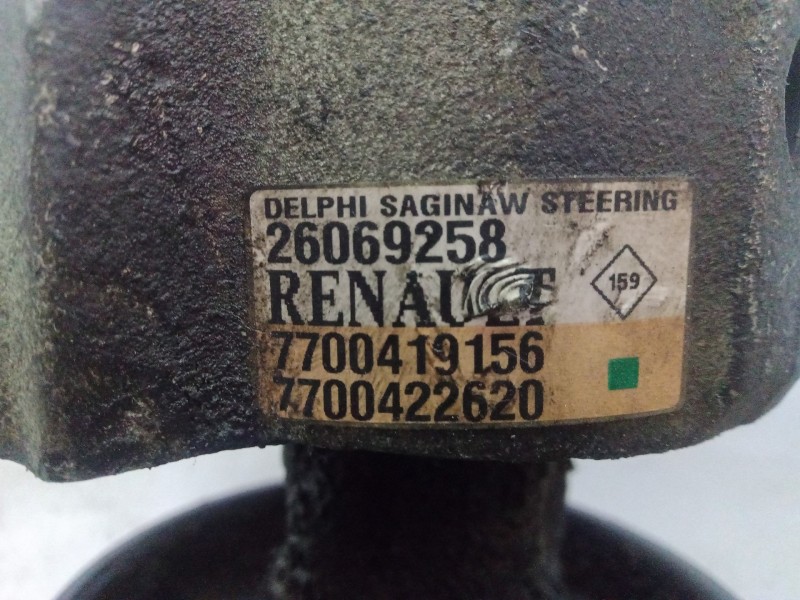 DELPHI SAGINAW STEERING
26069258
RENAULT
159
7700419156
7700422620